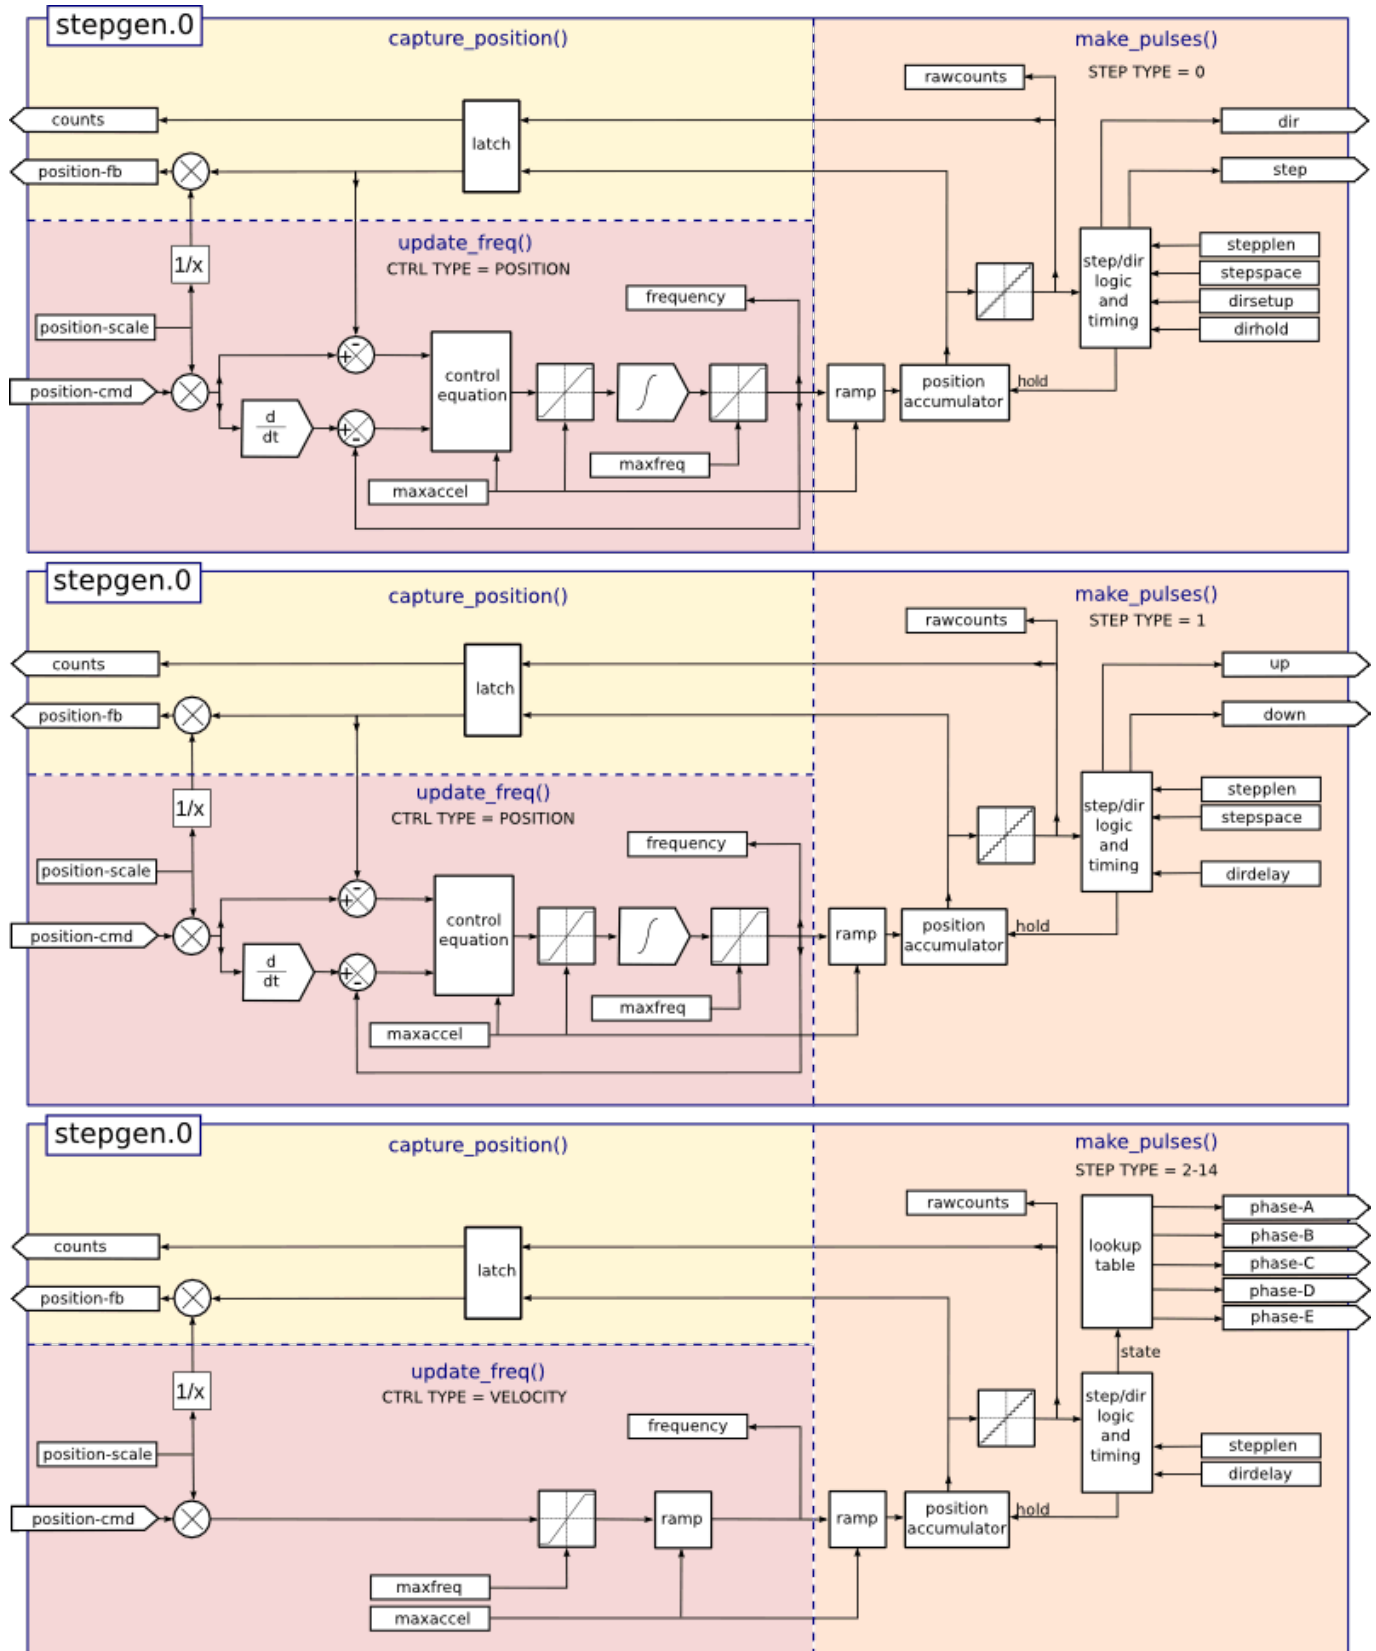 stepgen.0
capture_position()
make_pulses()
STEP TYPE = 0
rawcounts
counts
latch
dir
position-fb
step
update_freq()
CTRL TYPE = POSITION
1/x
step/dir
logic
and
timing
stepplen
stepspace
dirsetup
dirhold
frequency
position-scale
position-cmd
d
dt
control
equation
∫
ramp
position
accumulator
hold
maxfreq
maxaccel
stepgen.0
capture_position()
make_pulses()
STEP TYPE = 1
rawcounts
counts
latch
up
position-fb
down
update_freq()
CTRL TYPE = POSITION
1/x
step/dir
logic
and
timing
stepplen
stepspace
dirdelay
frequency
position-scale
position-cmd
d
dt
control
equation
∫
ramp
position
accumulator
hold
maxfreq
maxaccel
stepgen.0
capture_position()
make_pulses()
STEP TYPE = 2-14
rawcounts
counts
latch
lookup
table
phase-A
phase-B
phase-C
phase-D
phase-E
position-fb
state
update_freq()
CTRL TYPE = VELOCITY
1/x
step/dir
logic
and
timing
stepplen
dirdelay
frequency
position-scale
position-cmd
ramp
ramp
position
accumulator
hold
maxfreq
maxaccel